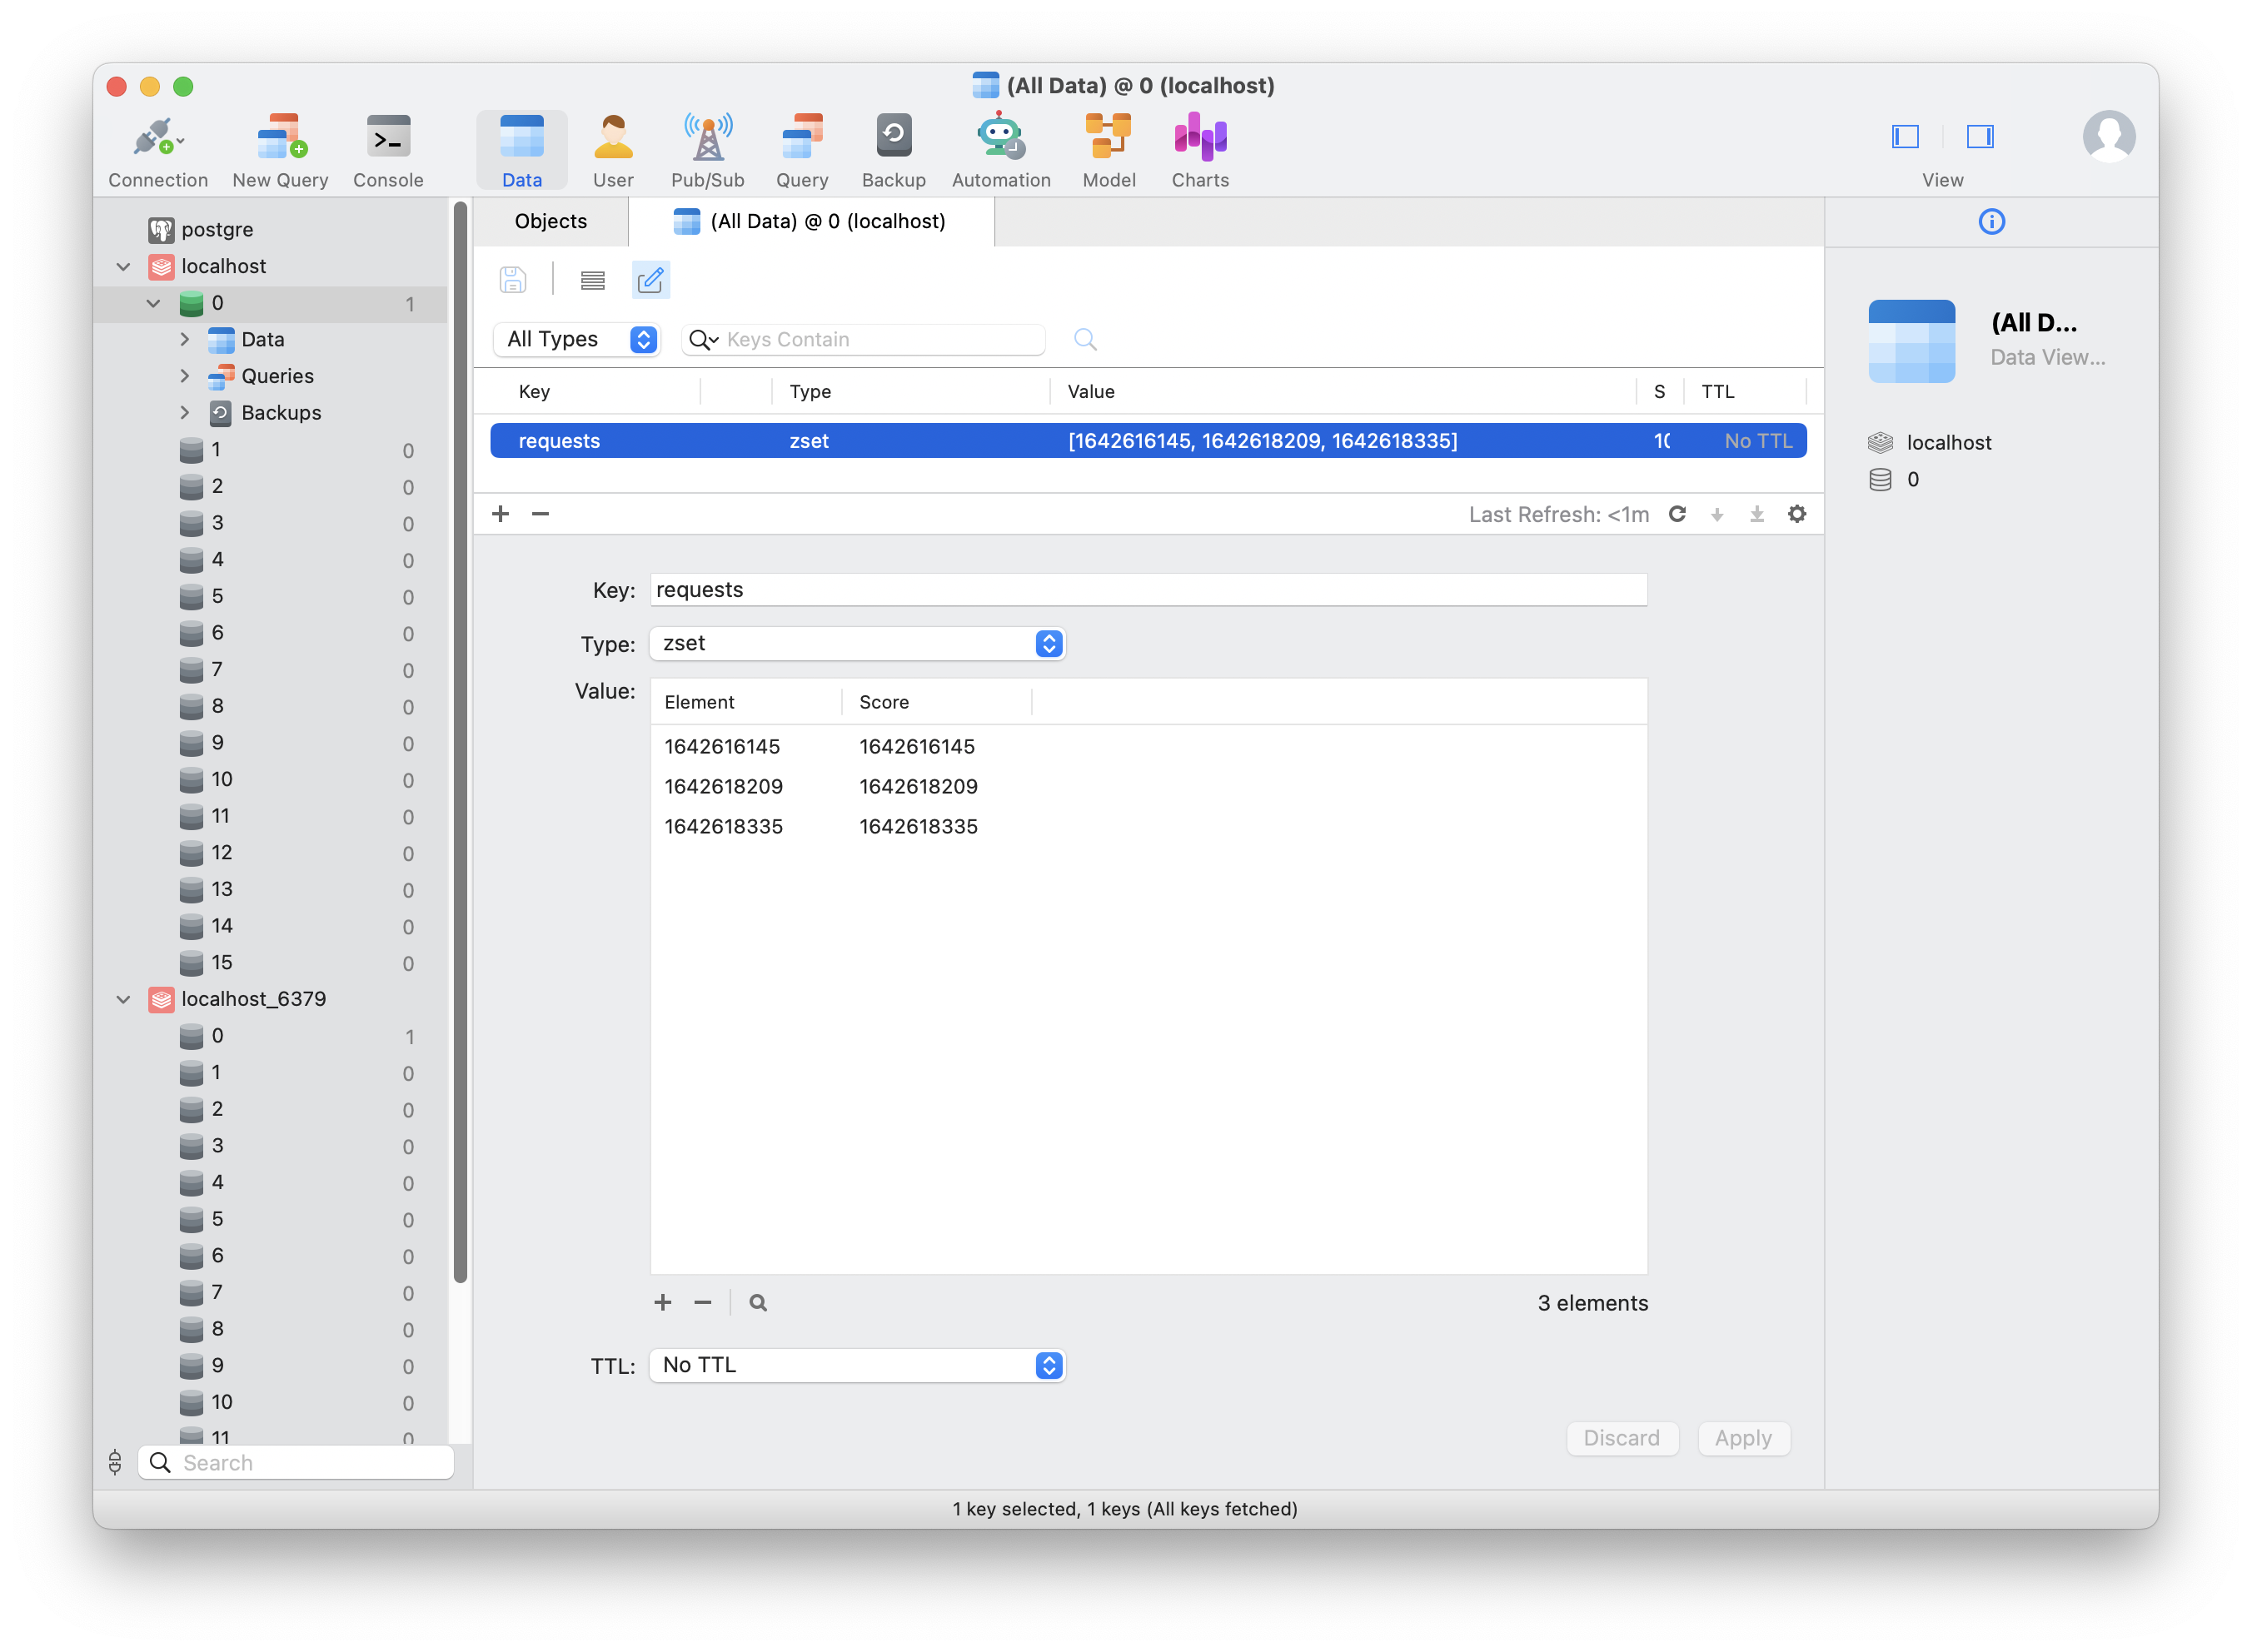 (All Data) @ 0 (localhost)
Connection New Query Console Data User Pub/Sub Query Backup Automation Model Charts View
postgre
localhost
0 1
Data
Queries
Backups
1 0
2 0
3 0
4 0
5 0
6 0
7 0
8 0
9 0
10 0
11 0
12 0
13 0
14 0
15 0
localhost_6379
0 1
1 0
2 0
3 0
4 0
5 0
6 0
7 0
8 0
9 0
10 0
11 0
Search
Objects (All Data) @ 0 (localhost)
All Types Keys Contain
Key Type Value S TTL
requests zset [1642616145, 1642618209, 1642618335] No TTL
Last Refresh: <1m
Key: requests
Type: zset
Value:
Element Score
1642616145 1642616145
1642618209 1642618209
1642618335 1642618335
3 elements
TTL: No TTL
Discard Apply
(All D...
Data View...
localhost
0
1 key selected, 1 keys (All keys fetched)